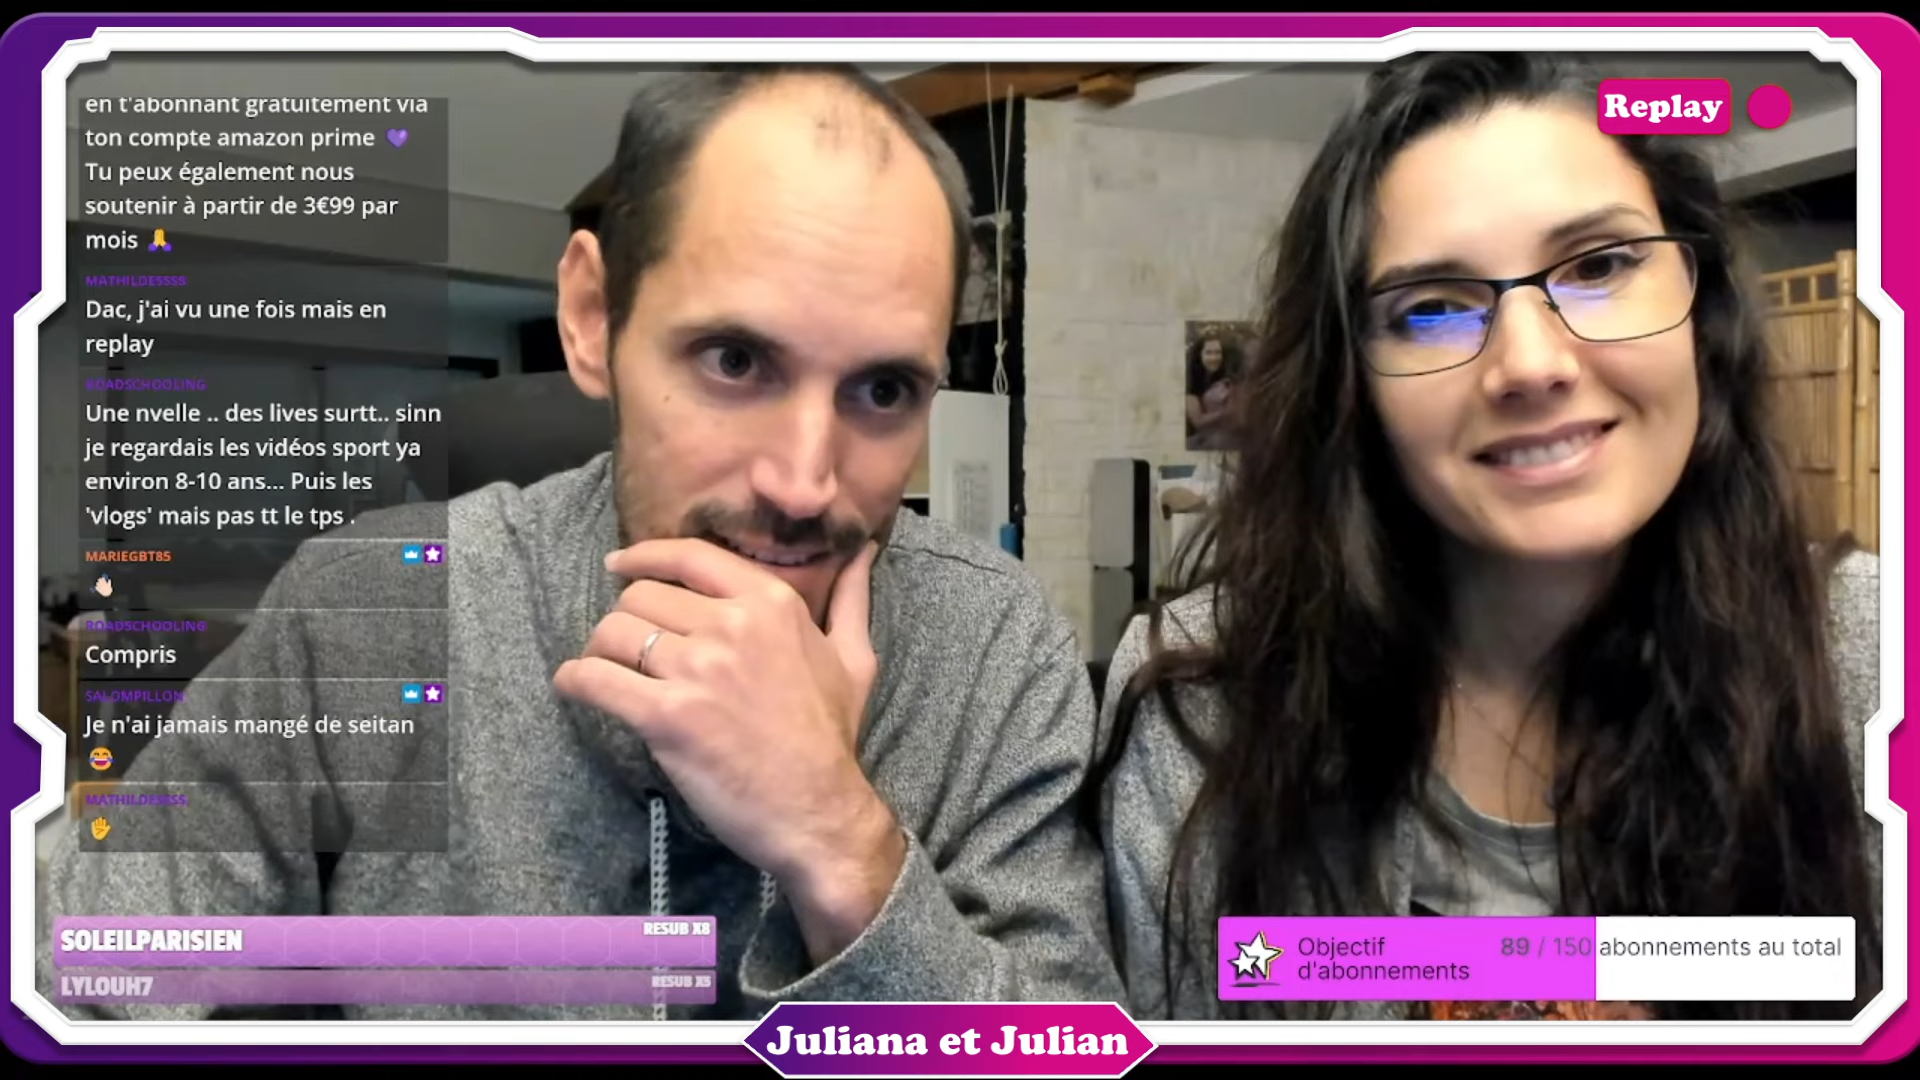 en t'abonnant gratuitement via
ton compte amazon prime 💜
Tu peux également nous
soutenir à partir de 3€99 par
mois 🙏
MATHILDESSSS
Dac, j'ai vu une fois mais en
replay
ROADSCHOOLING
Une nvelle .. des lives surtt.. sinn
je regardais les vidéos sport ya
environ 8-10 ans... Puis les
'vlogs' mais pas tt le tps .
MARIEGBT85
👋🏻
ROADSCHOOLING
Compris
SALOMPILLON
Je n'ai jamais mangé de seitan
😂
MATHILDESSSS
✋
Replay
SOLEILPARISIEN
RESUB X8
LYLOUH7
RESUB X5
Objectif
d'abonnements
89 / 150 abonnements au total
Juliana et Julian